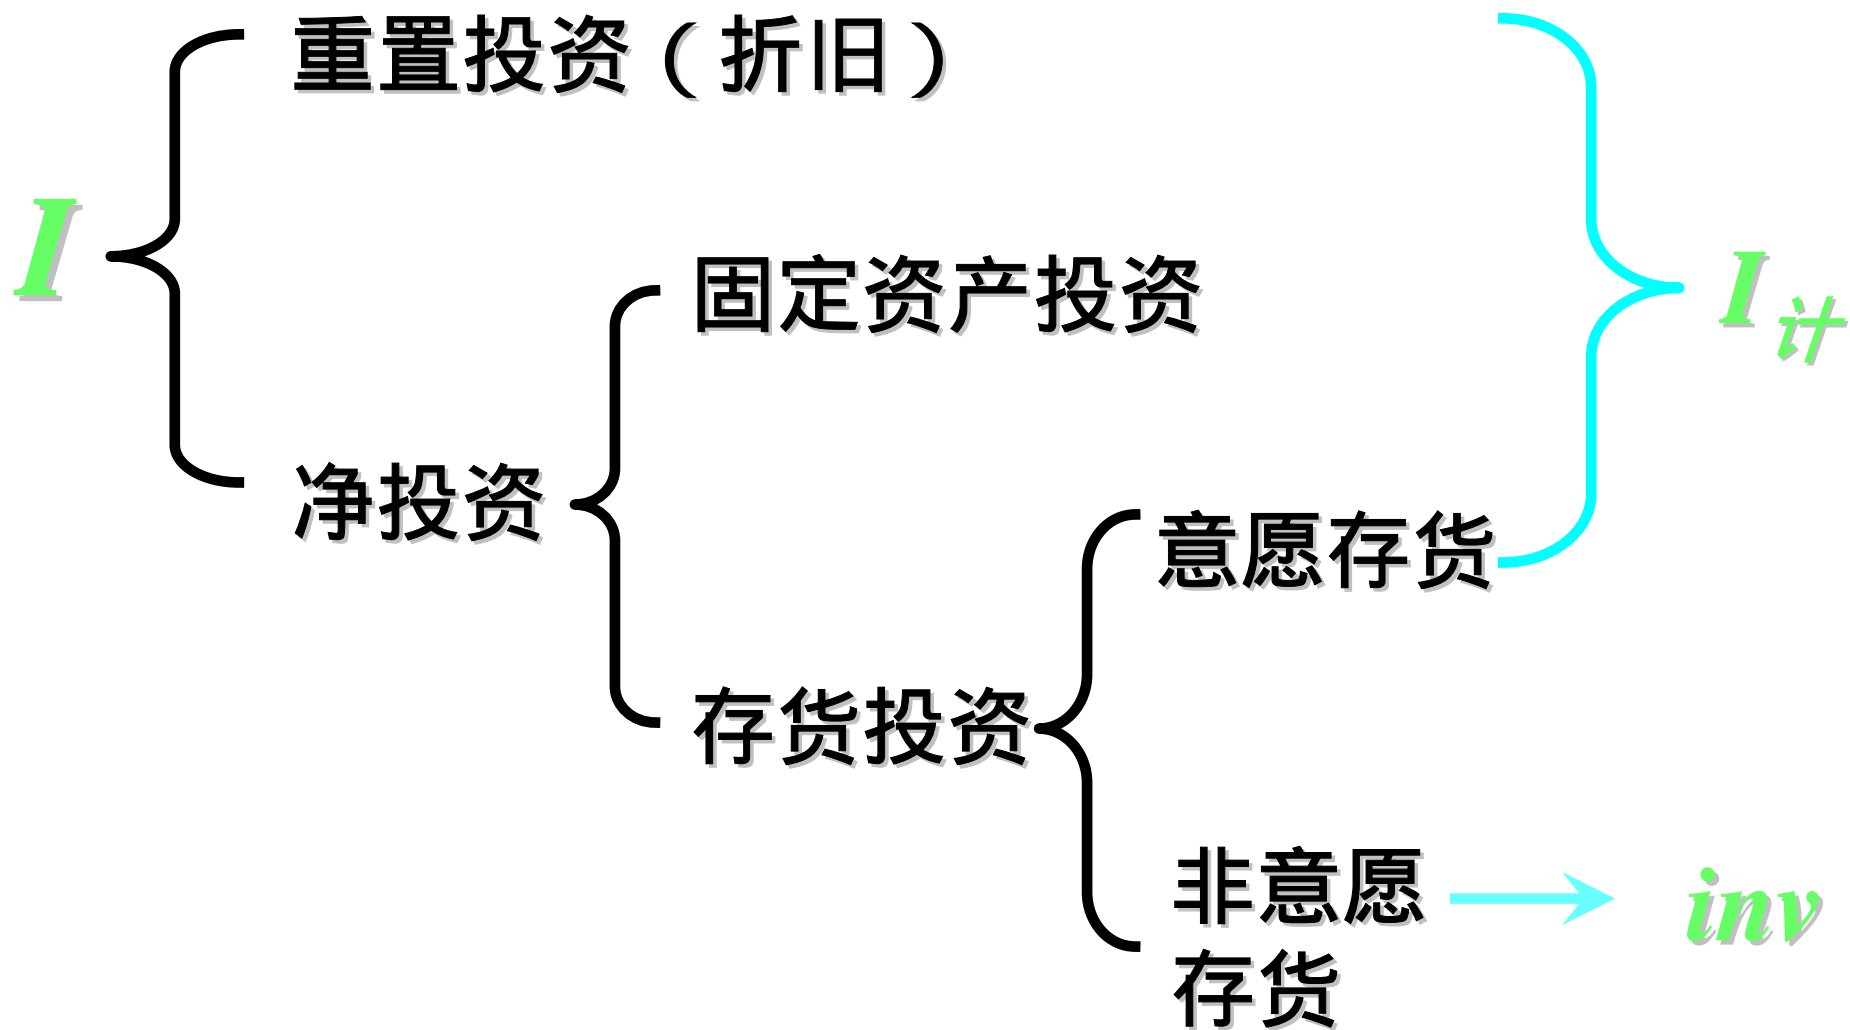 重置投资（折旧）
I
固定资产投资
I计
净投资
意愿存货
存货投资
非意愿
存货
inv